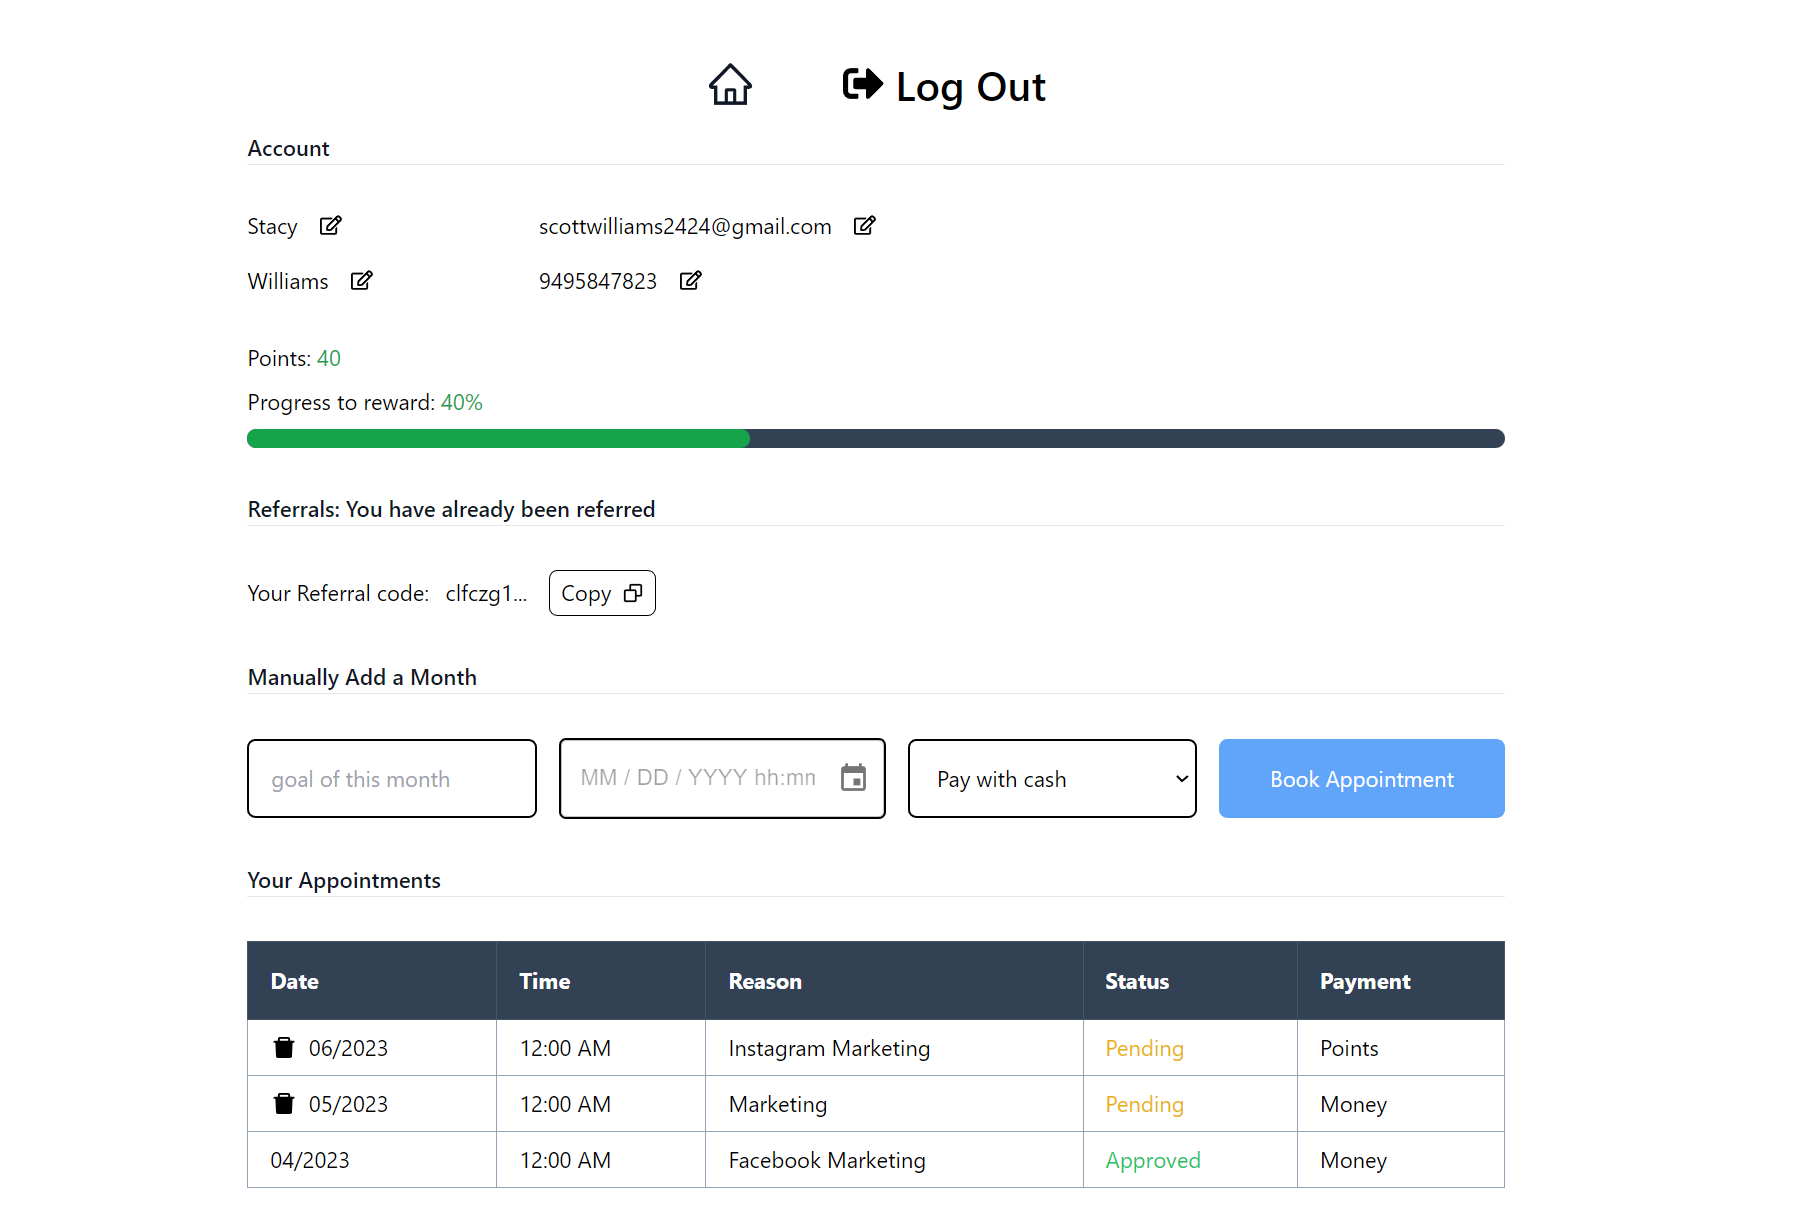 Log Out
Account
Stacy scottwilliams2424@gmail.com
Williams 9495847823
Points: 40
Progress to reward: 40%
Referrals: You have already been referred
Your Referral code: clfczg1... Copy
Manually Add a Month
goal of this month MM / DD / YYYY hh:mm Pay with cash Book Appointment
Your Appointments
Date Time Reason Status Payment
06/2023 12:00 AM Instagram Marketing Pending Points
05/2023 12:00 AM Marketing Pending Money
04/2023 12:00 AM Facebook Marketing Approved Money